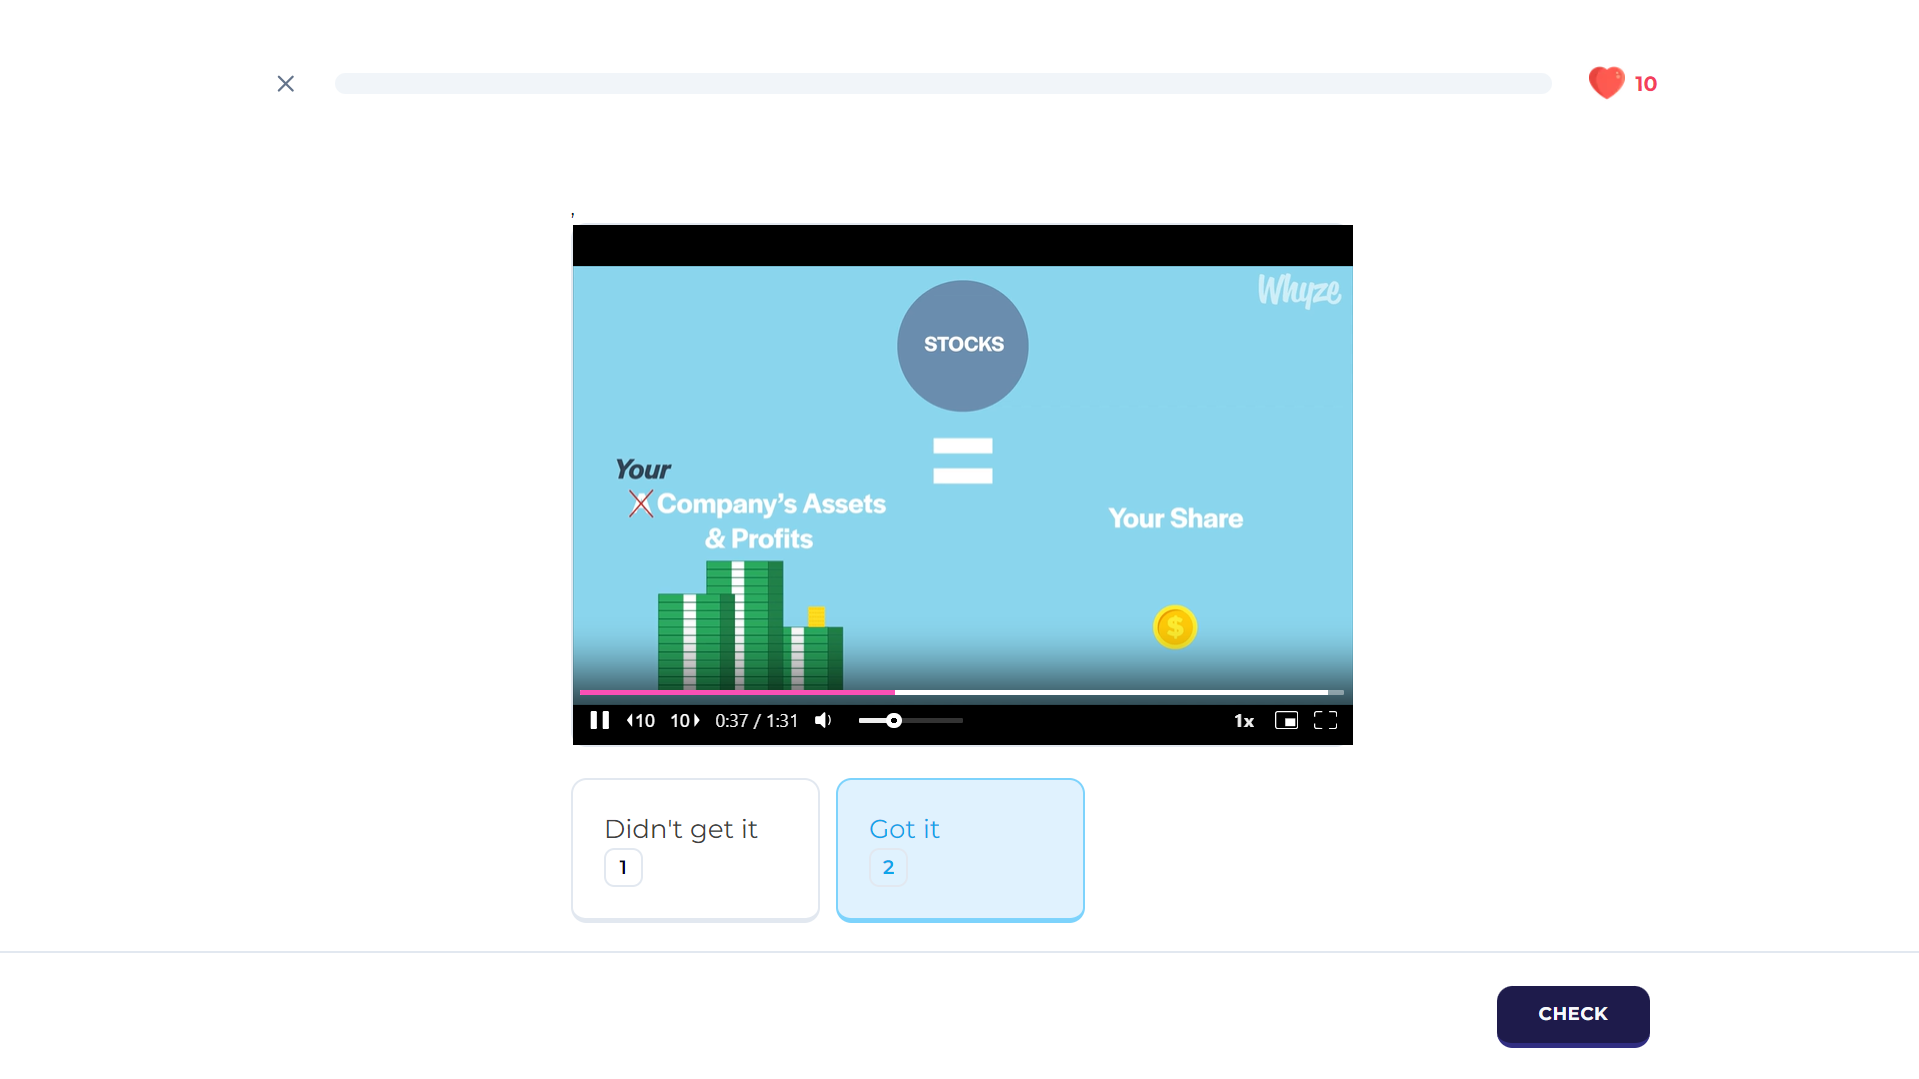 10
,
Whyze
STOCKS
Your
A Company's Assets
& Profits
Your Share
$
10 10 0:37 / 1:31 1x
Didn't get it
1
Got it
2
CHECK